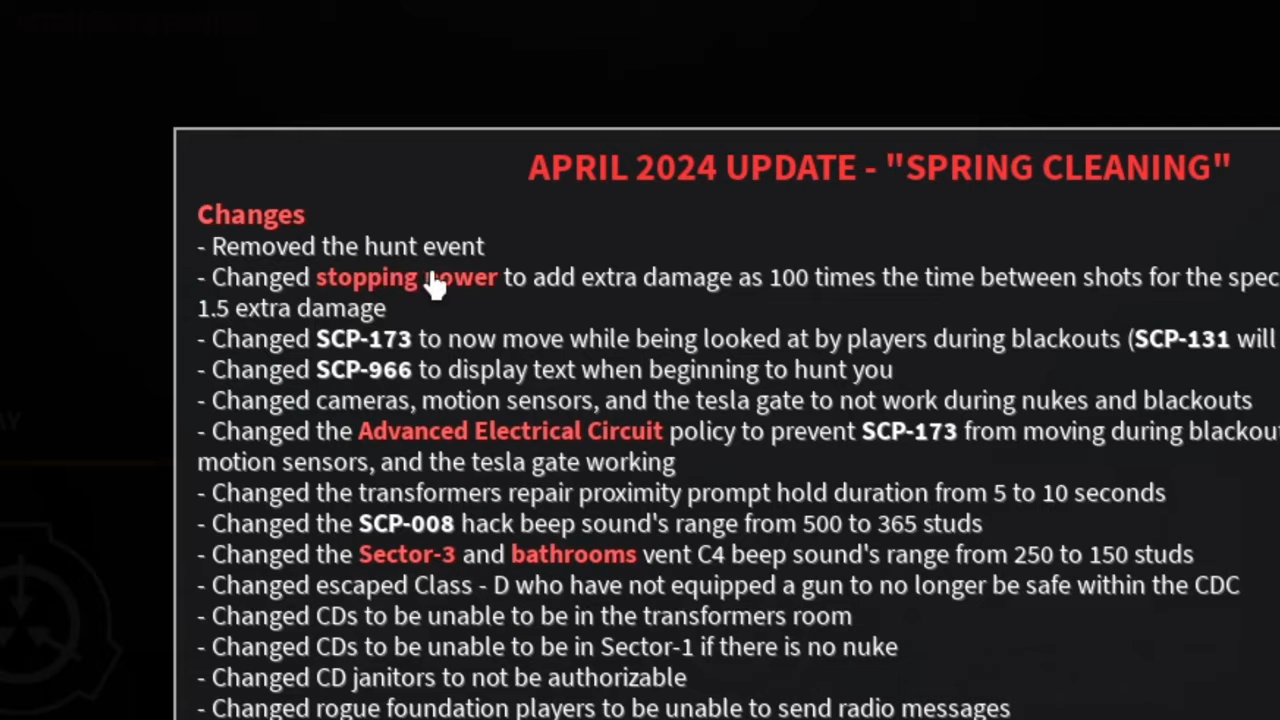 APRIL 2024 UPDATE - "SPRING CLEANING"
Changes
- Removed the hunt event
- Changed stopping power to add extra damage as 100 times the time between shots for the spec
1.5 extra damage
- Changed SCP-173 to now move while being looked at by players during blackouts (SCP-131 will
- Changed SCP-966 to display text when beginning to hunt you
- Changed cameras, motion sensors, and the tesla gate to not work during nukes and blackouts
- Changed the Advanced Electrical Circuit policy to prevent SCP-173 from moving during blackout
motion sensors, and the tesla gate working
- Changed the transformers repair proximity prompt hold duration from 5 to 10 seconds
- Changed the SCP-008 hack beep sound's range from 500 to 365 studs
- Changed the Sector-3 and bathrooms vent C4 beep sound's range from 250 to 150 studs
- Changed escaped Class - D who have not equipped a gun to no longer be safe within the CDC
- Changed CDs to be unable to be in the transformers room
- Changed CDs to be unable to be in Sector-1 if there is no nuke
- Changed CD janitors to not be authorizable
- Changed rogue foundation players to be unable to send radio messages